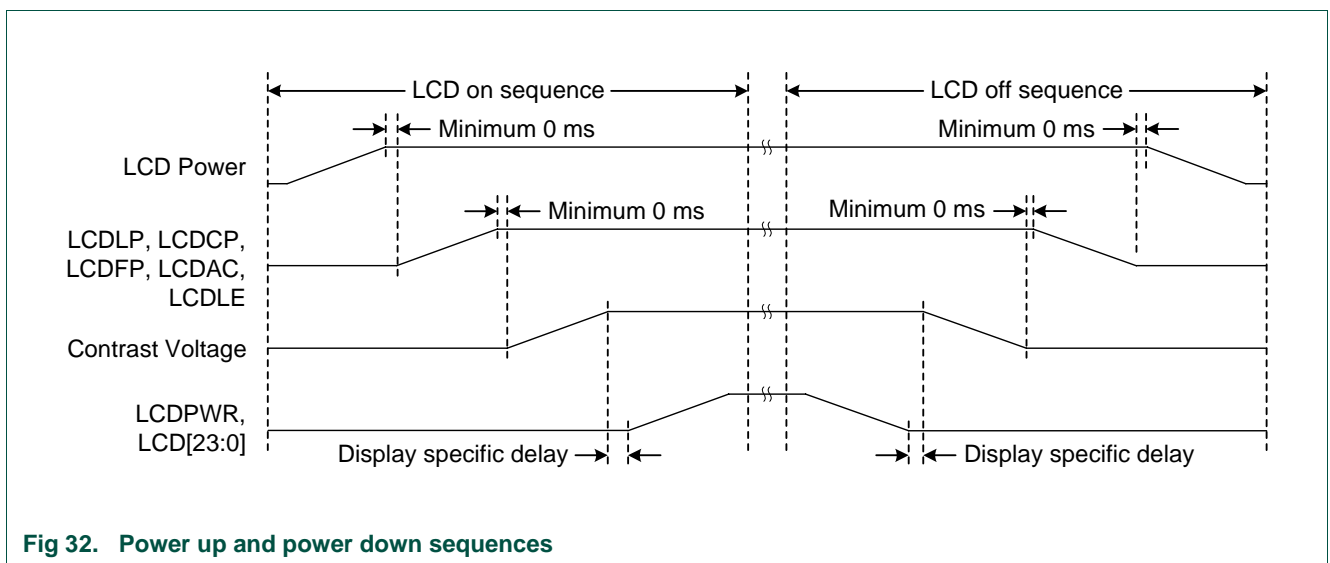 LCD on sequence
LCD off sequence
Minimum 0 ms
Minimum 0 ms
LCD Power
Minimum 0 ms
Minimum 0 ms
LCDLP, LCDCP,
LCDFP, LCDAC,
LCDLE
Contrast Voltage
LCDPWR,
LCD[23:0]
Display specific delay
Display specific delay
Fig 32. Power up and power down sequences